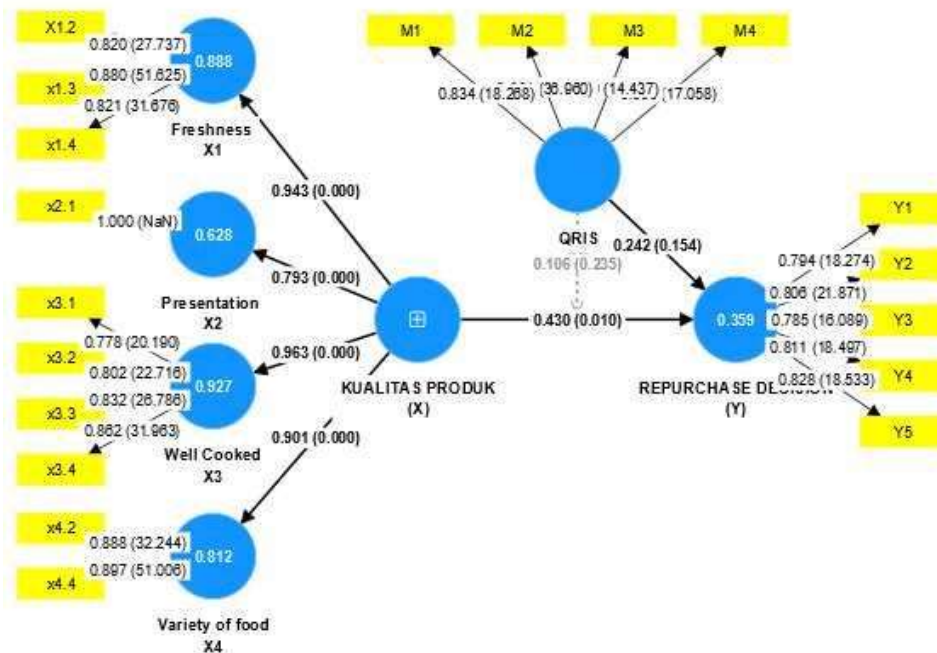 X1.2
0.820 (27.737)
x1.3
0.880 (51.625)
0.821 (31.676)
x1.4
0.888
Freshness
X1
M1
M2
M3
M4
0.834 (18.268)
(36.960)
(14.437)
(17.058)
x2.1
1.000 (NaN)
0.628
Presentation
X2
0.943 (0.000)
0.793 (0.000)
QRIS
0.106 (0.235)
0.242 (0.154)
Y1
0.794 (18.274)
Y2
0.806 (21.871)
0.785 (16.089)
Y3
0.811 (18.497)
Y4
0.828 (18.533)
Y5
x3.1
0.778 (20.190)
x3.2
0.802 (22.716)
0.832 (26.786)
x3.3
0.862 (31.963)
x3.4
0.927
Well Cooked
X3
0.963 (0.000)
0.901 (0.000)
KUALITAS PRODUK
(X)
0.430 (0.010)
0.359
REPURCHASE DECISION
(Y)
x4.2
0.888 (32.244)
0.897 (51.006)
x4.4
0.812
Variety of food
X4